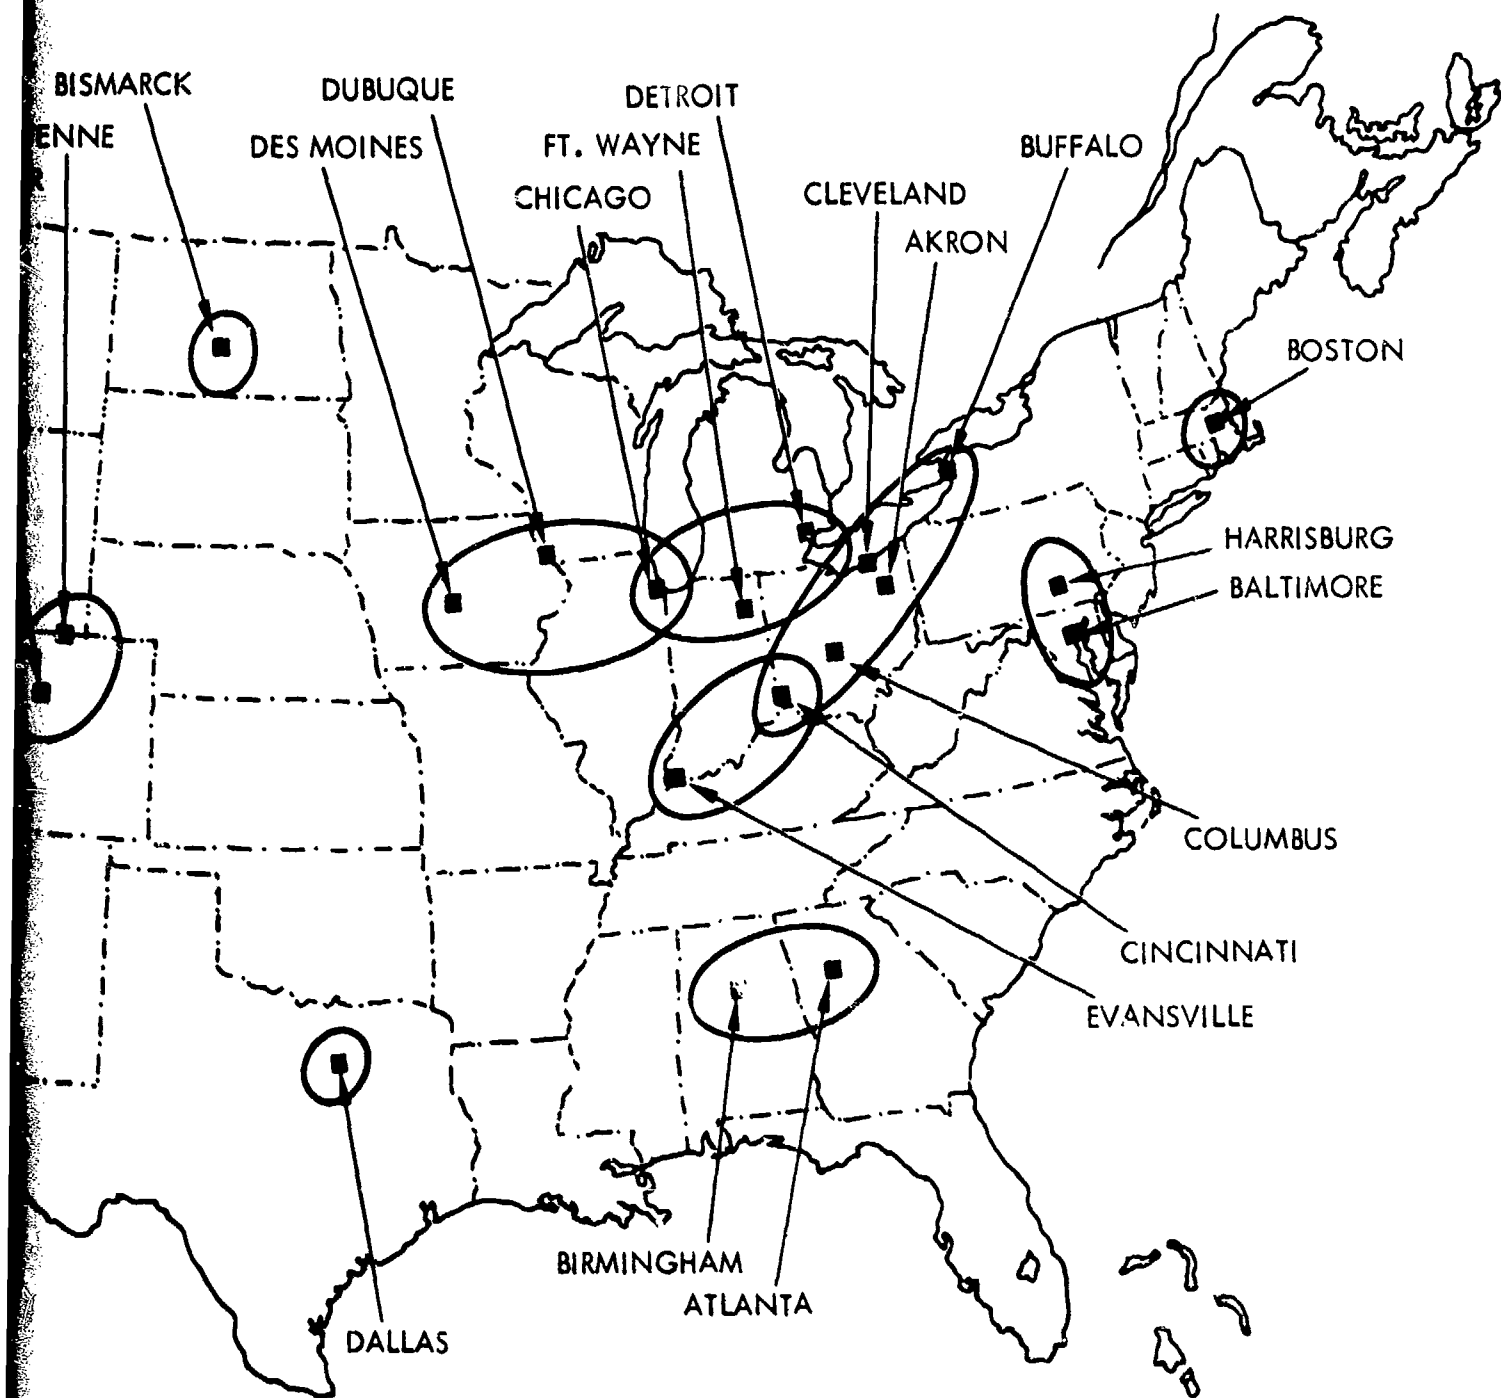 BISMARCK
DUBUQUE
DETROIT
ENNE
DES MOINES
FT. WAYNE
BUFFALO
CHICAGO
CLEVELAND
AKRON
BOSTON
HARRISBURG
BALTIMORE
COLUMBUS
CINCINNATI
EVANSVILLE
BIRMINGHAM
ATLANTA
DALLAS